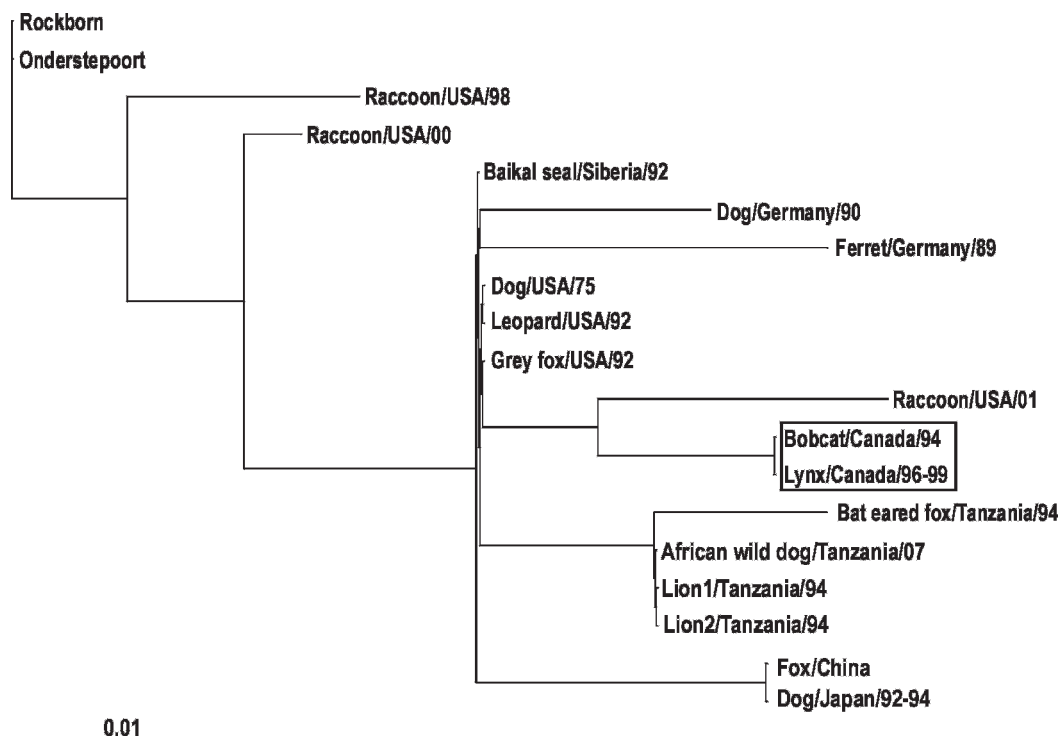 Rockborn
Onderstepoort
Raccoon/USA/98
Raccoon/USA/00
Baikal seal/Siberia/92
Dog/Germany/90
Ferret/Germany/89
Dog/USA/75
Leopard/USA/92
Grey fox/USA/92
Raccoon/USA/01
Bobcat/Canada/94
Lynx/Canada/96-99
Bat eared fox/Tanzania/94
African wild dog/Tanzania/07
Lion1/Tanzania/94
Lion2/Tanzania/94
Fox/China
Dog/Japan/92-94
0.01